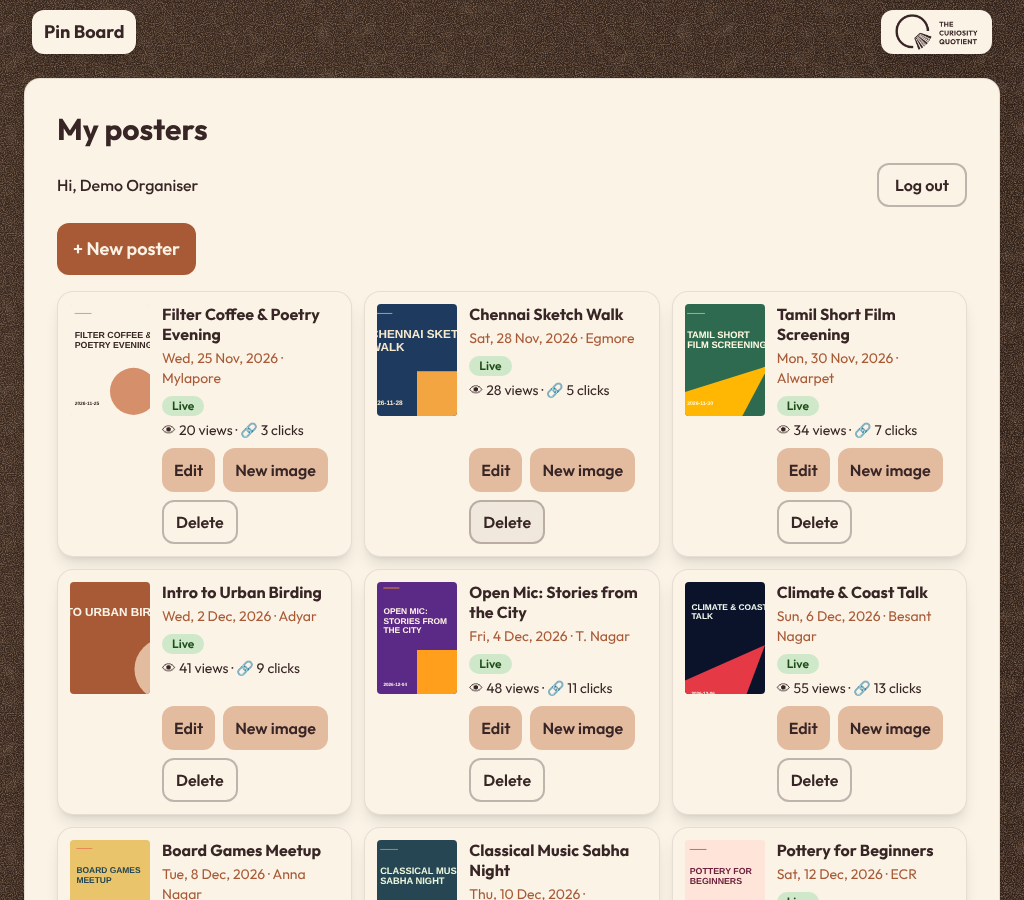 Pin Board
THE
CURIOSITY
QUOTIENT
My posters
Hi, Demo Organiser
Log out
+ New poster
FILTER COFFEE &
POETRY EVENING
2026-11-25
Filter Coffee & Poetry
Evening
Wed, 25 Nov, 2026 ·
Mylapore
Live
👁 20 views · 🔗 3 clicks
Edit
New image
Delete
CHENNAI SKET
WALK
26-11-28
Chennai Sketch Walk
Sat, 28 Nov, 2026 · Egmore
Live
👁 28 views · 🔗 5 clicks
Edit
New image
Delete
TAMIL SHORT
FILM SCREENING
2026-11-30
Tamil Short Film
Screening
Mon, 30 Nov, 2026 ·
Alwarpet
Live
👁 34 views · 🔗 7 clicks
Edit
New image
Delete
TO URBAN BIR
Intro to Urban Birding
Wed, 2 Dec, 2026 · Adyar
Live
👁 41 views · 🔗 9 clicks
Edit
New image
Delete
OPEN MIC:
STORIES FROM
THE CITY
2026-12-04
Open Mic: Stories from
the City
Fri, 4 Dec, 2026 · T. Nagar
Live
👁 48 views · 🔗 11 clicks
Edit
New image
Delete
CLIMATE & COAST
TALK
Climate & Coast Talk
Sun, 6 Dec, 2026 · Besant
Nagar
Live
👁 55 views · 🔗 13 clicks
Edit
New image
Delete
BOARD GAMES
MEETUP
Board Games Meetup
Tue, 8 Dec, 2026 · Anna
Nagar
CLASSICAL MUS
SABHA NIGHT
Classical Music Sabha
Night
Thu, 10 Dec, 2026 ·
POTTERY FOR
BEGINNERS
Pottery for Beginners
Sat, 12 Dec, 2026 · ECR
Live